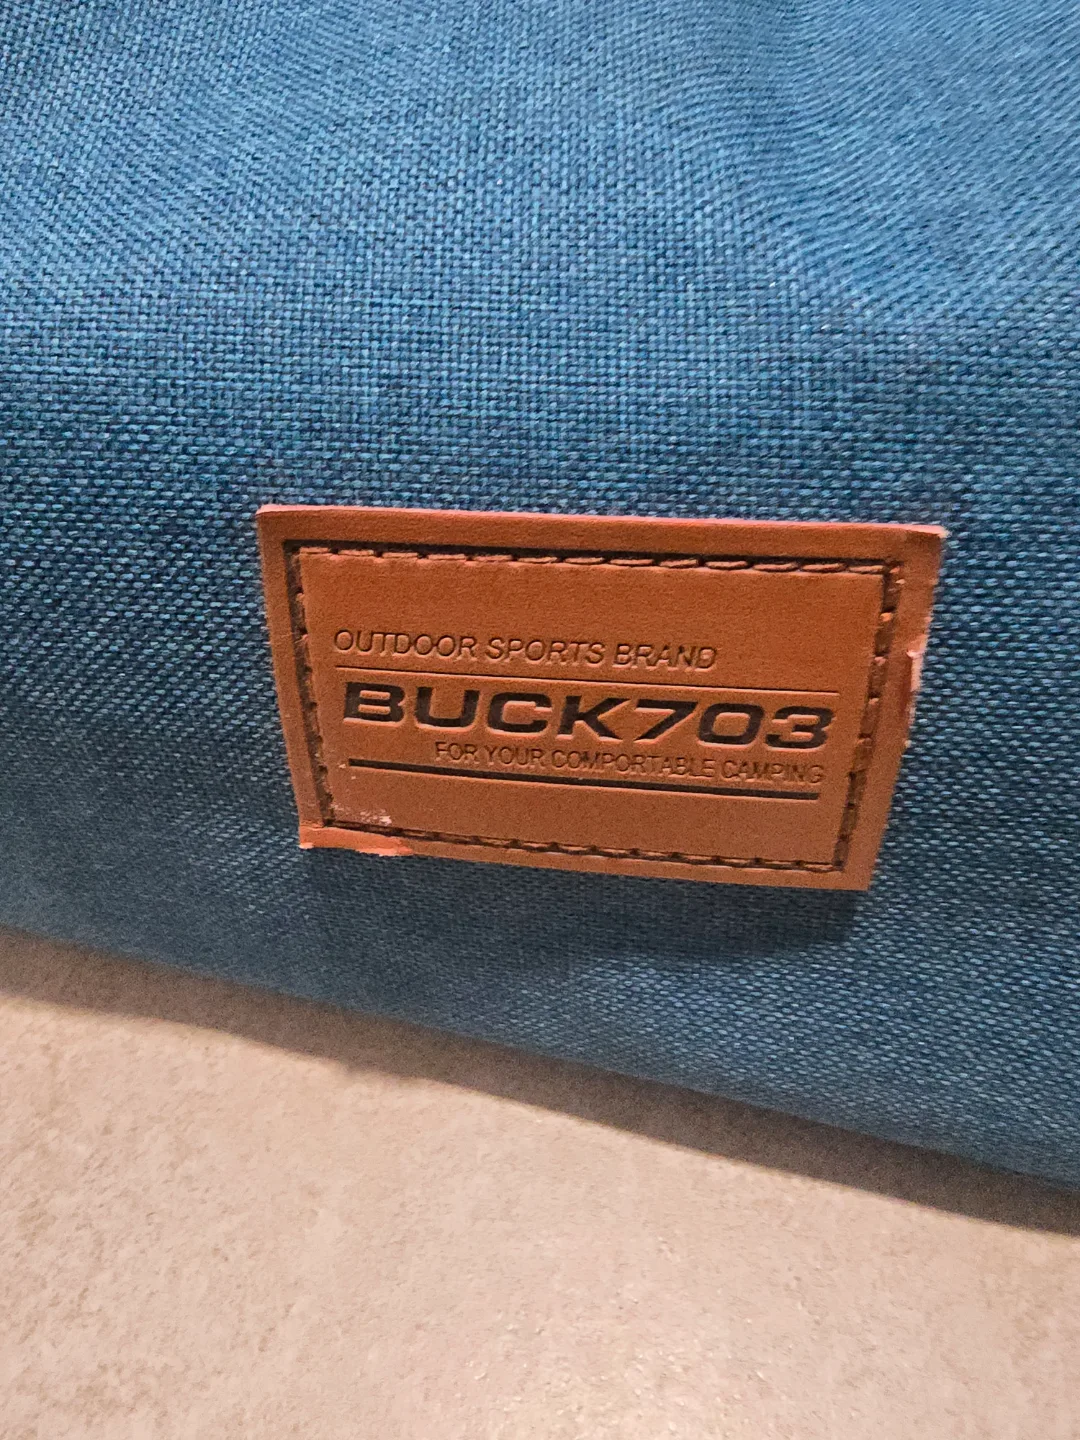 OUTDOOR SPORTS BRAND
BUCK703
FOR YOUR COMPORTABLE CAMPING